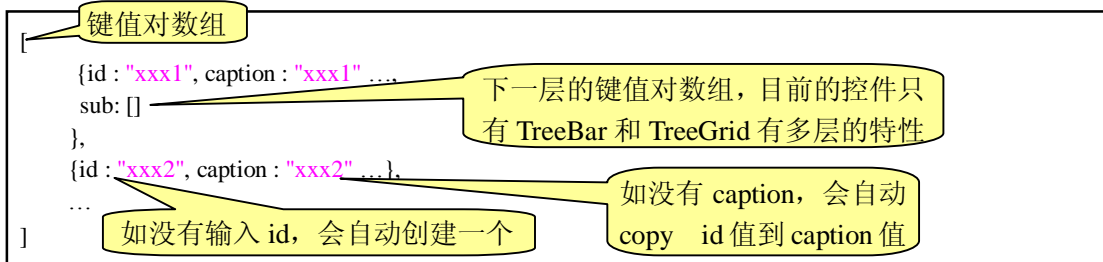 键值对数组
[
{id : "xxx1", caption : "xxx1" …,
下一层的键值对数组，目前的控件只
sub: []
有 TreeBar 和 TreeGrid 有多层的特性
},
{id : "xxx2", caption : "xxx2" …},
如没有 caption，会自动
…
如没有输入 id，会自动创建一个
copy id 值到 caption 值
]